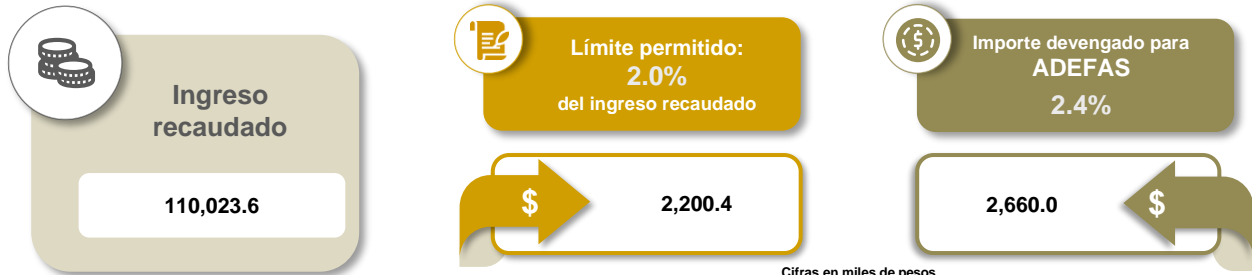 Ingreso
recaudado
110,023.6
Límite permitido:
2.0%
del ingreso recaudado
$
2,200.4
Importe devengado para
ADEFAS
2.4%
2,660.0
$
Cifras en miles de pesos